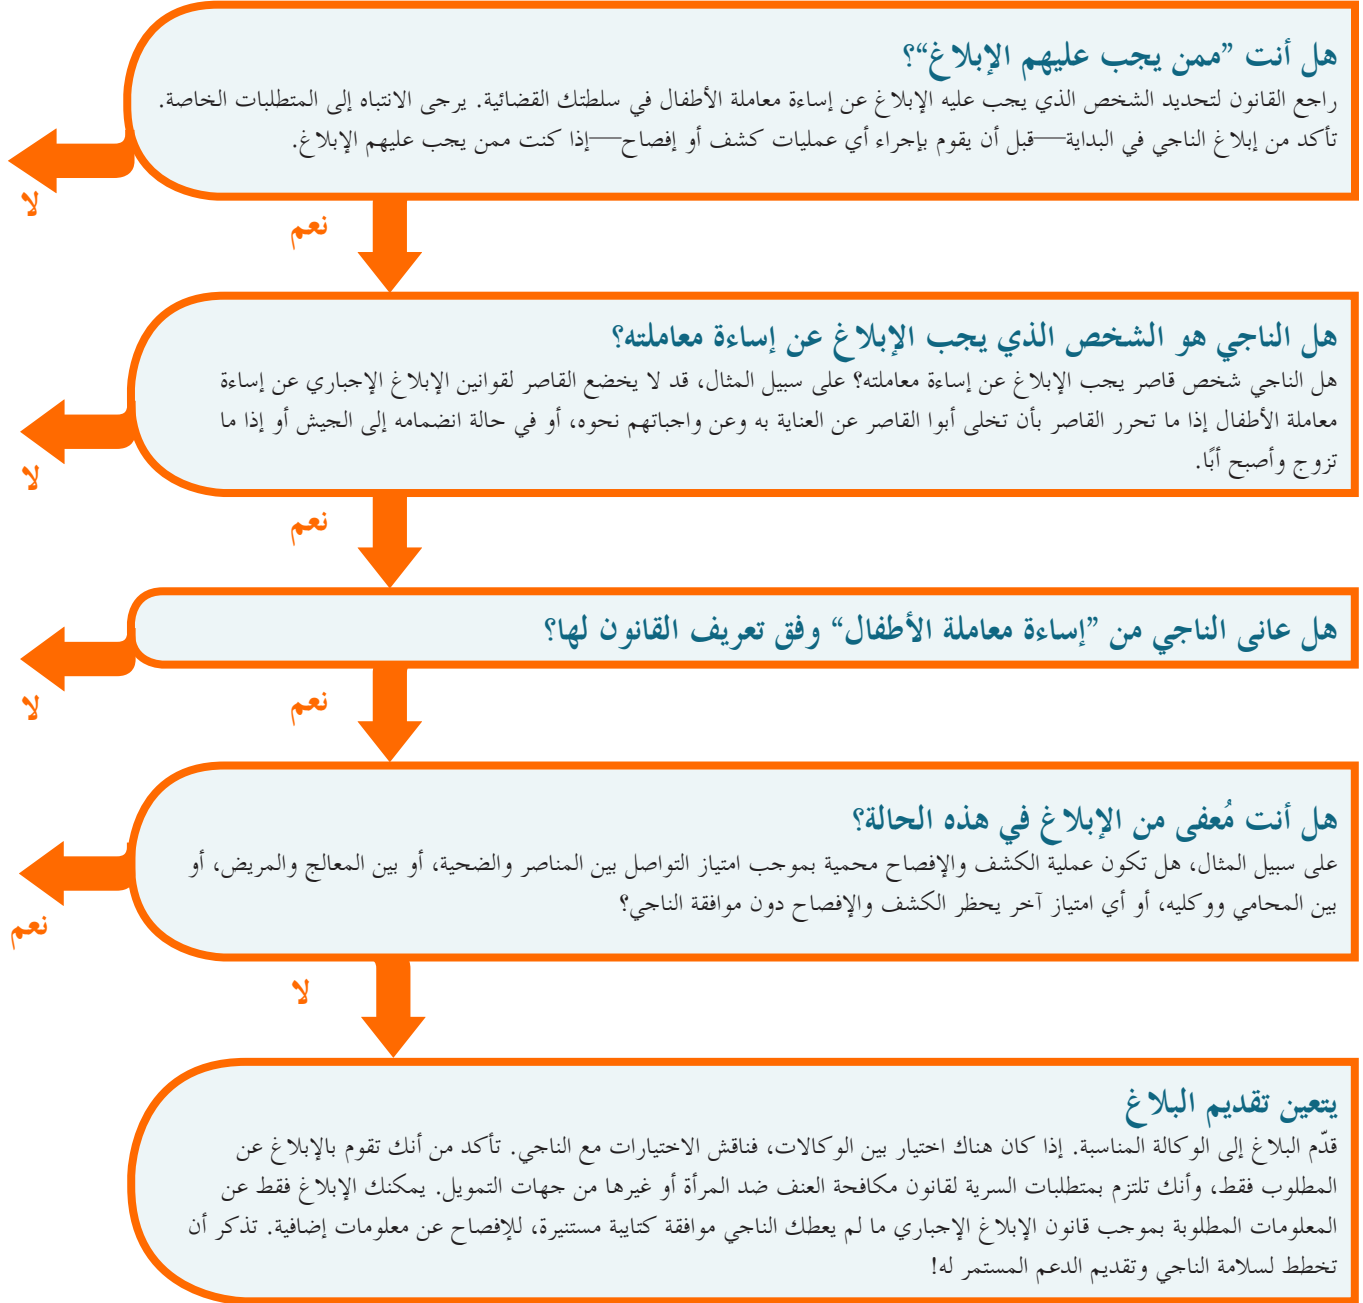 هل أنت ”ممن يجب عليهم الإبلاغ“؟
راجع القانون لتحديد الشخص الذي يجب عليه الإبلاغ عن إساءة معاملة الأطفال في سلطتك القضائية. يرجى الانتباه إلى المتطلبات الخاصة.
تأكد من إبلاغ الناجي في البداية—قبل أن يقوم بإجراء أي عمليات كشف أو إفصاح—إذا كنت ممن يجب عليهم الإبلاغ.
لا
نعم
هل الناجي هو الشخص الذي يجب الإبلاغ عن إساءة معاملته؟
هل الناجي شخص قاصر يجب الإبلاغ عن إساءة معاملته؟ على سبيل المثال، قد لا يخضع القاصر لقوانين الإبلاغ الإجباري عن إساءة
معاملة الأطفال إذا ما تحرر القاصر بأن تخلى أبوا القاصر عن العناية به وعن واجباتهم نحوه، أو في حالة انضمامه إلى الجيش أو إذا ما
تزوج وأصبح أبًا.
لا
نعم
هل عانى الناجي من ”إساءة معاملة الأطفال“ وفق تعريف القانون لها؟
لا
نعم
هل أنت مُعفى من الإبلاغ في هذه الحالة؟
على سبيل المثال، هل تكون عملية الكشف والإفصاح محمية بموجب امتياز التواصل بين المناصر والضحية، أو بين المعالج والمريض، أو
بين المحامي ووكليه، أو أي امتياز آخر يحظر الكشف والإفصاح دون موافقة الناجي؟
نعم
لا
يتعين تقديم البلاغ
قدّم البلاغ إلى الوكالة المناسبة. إذا كان هناك اختيار بين الوكالات، فناقش الاختيارات مع الناجي. تأكد من أنك تقوم بالإبلاغ عن
المطلوب فقط، وأنك تلتزم بمتطلبات السرية لقانون مكافحة العنف ضد المرأة أو غيرها من جهات التمويل. يمكنك الإبلاغ فقط عن
المعلومات المطلوبة بموجب قانون الإبلاغ الإجباري ما لم يعطك الناجي موافقة كتابية مستنيرة، للإفصاح عن معلومات إضافية. تذكر أن
تخطط لسلامة الناجي وتقديم الدعم المستمر له!